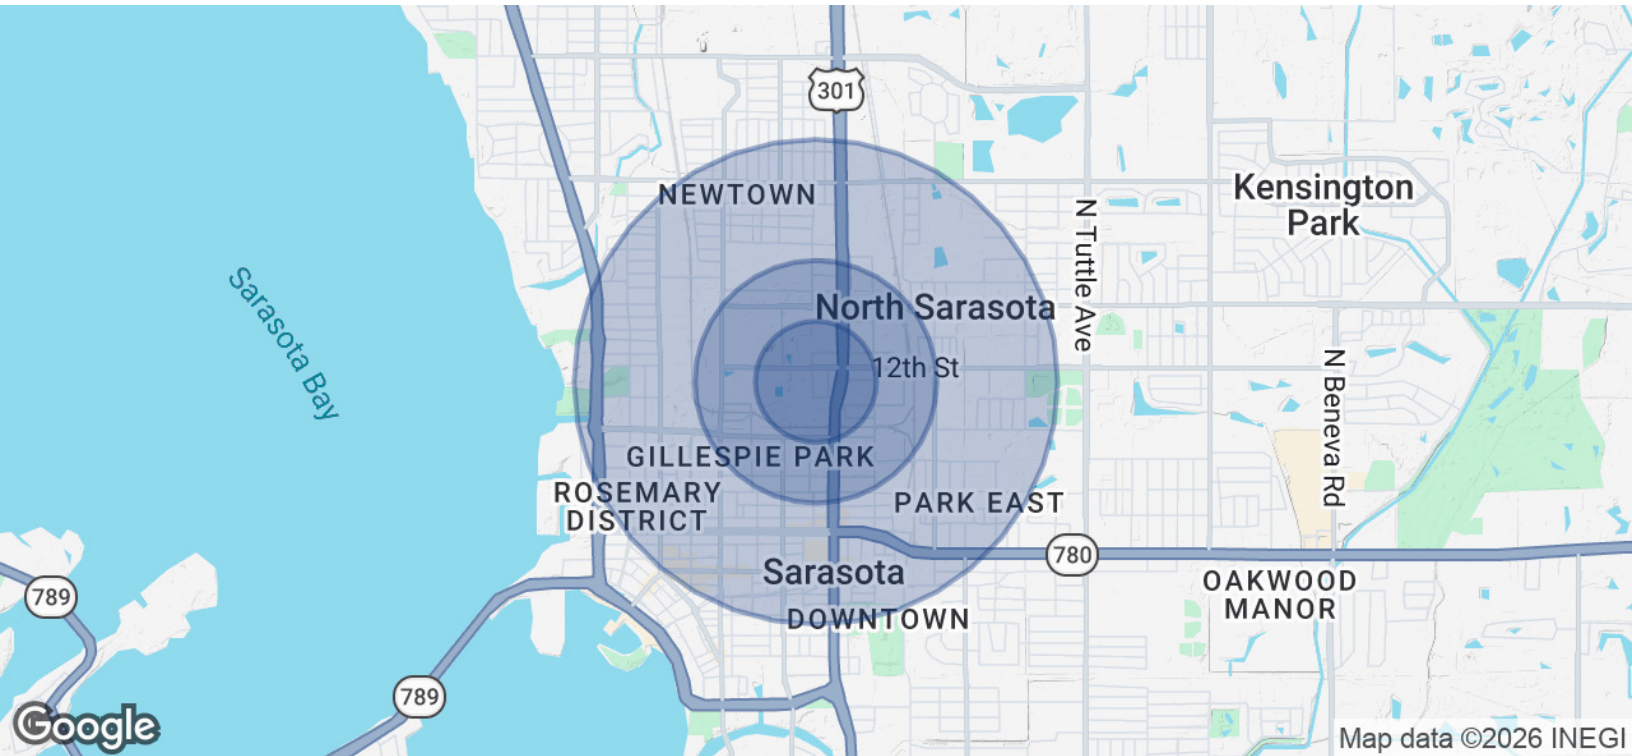 301
NEWTOWN
Kensington
Park
N Tuttle Ave
Sarasota Bay
North Sarasota
12th St
N Beneva Rd
GILLESPIE PARK
ROSEMARY
DISTRICT
PARK EAST
780
Sarasota
789
OAKWOOD
MANOR
DOWNTOWN
789
Google
Map data ©2026 INEGI